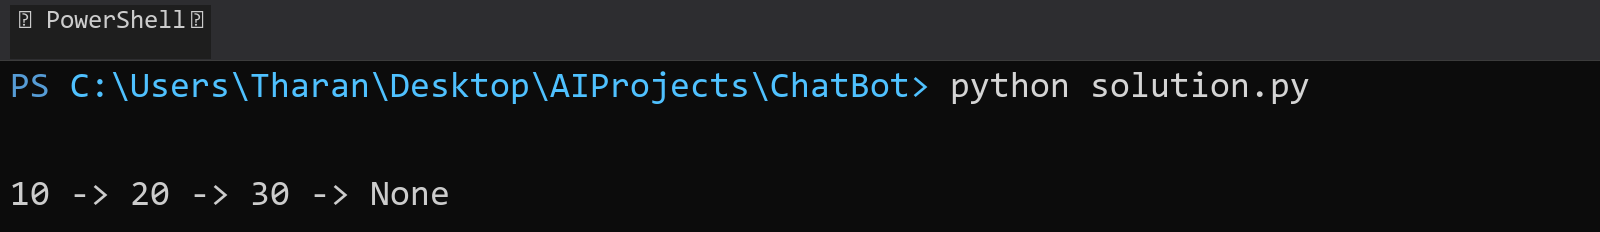 PowerShell
PS C:\Users\Tharan\Desktop\AIProjects\ChatBot> python solution.py
10 -> 20 -> 30 -> None